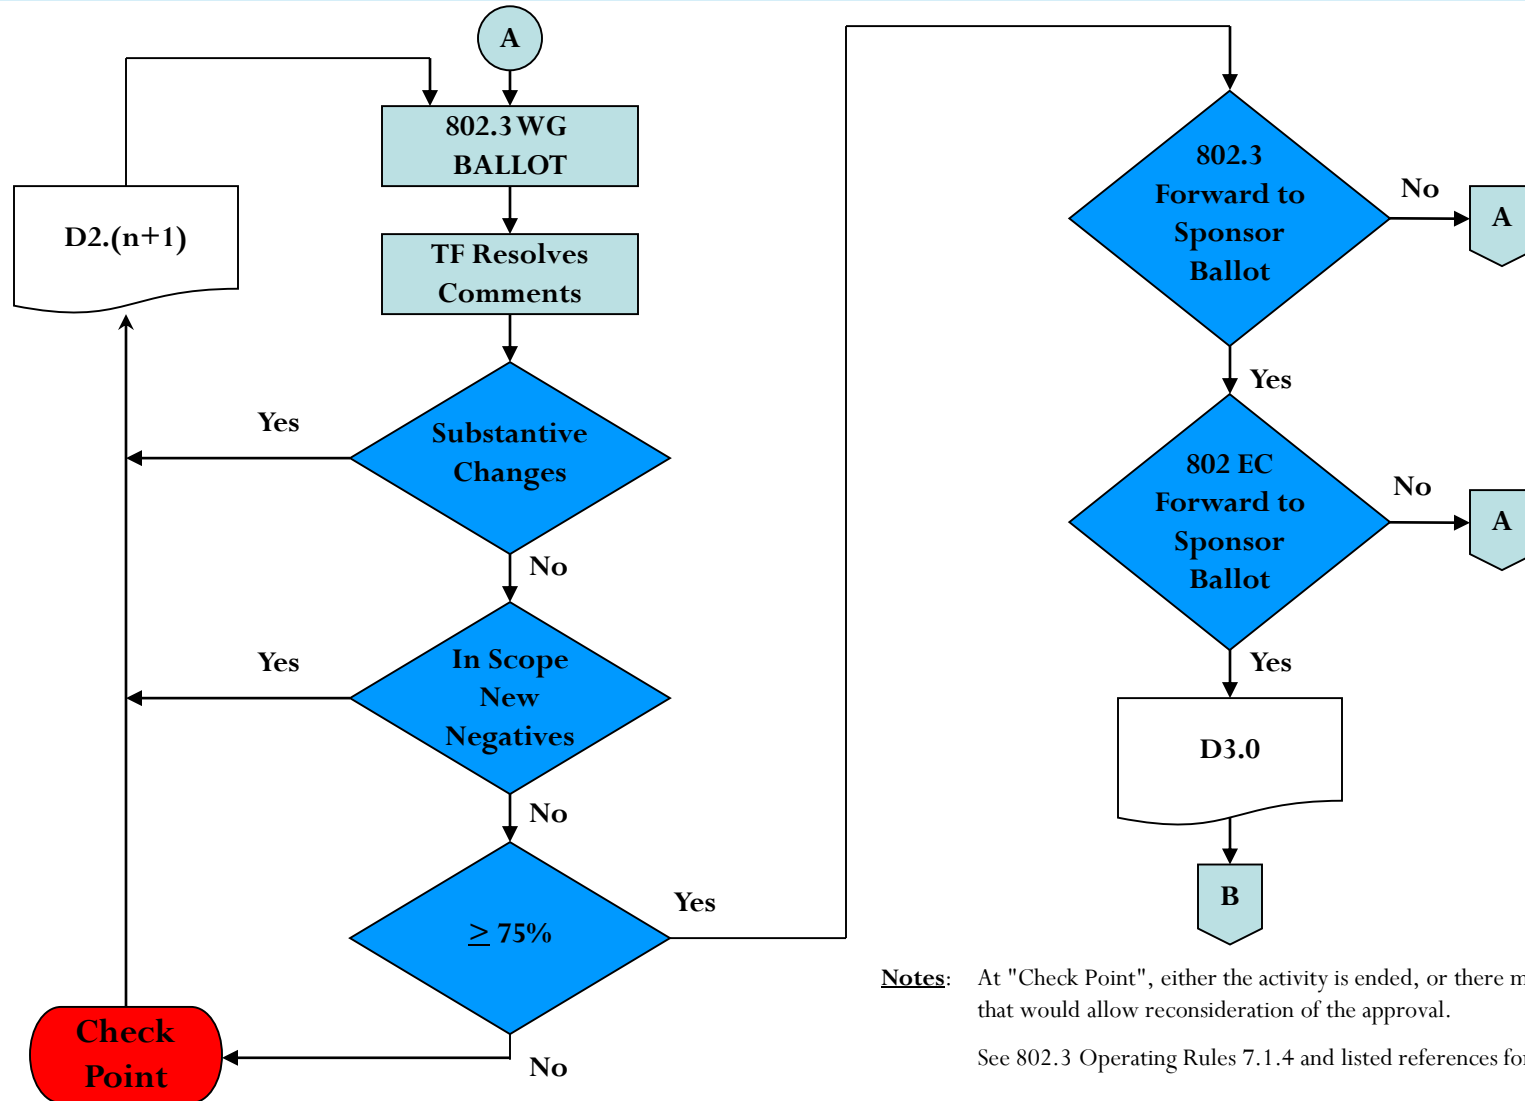 A
802.3 WG
BALLOT
D2.(n+1)
TF Resolves
Comments
Yes
Substantive
Changes
No
Yes
In Scope
New
Negatives
No
≥ 75%
Yes
Check
Point
No
802.3
Forward to
Sponsor
Ballot
No
A
Yes
802 EC
Forward to
Sponsor
Ballot
No
A
Yes
D3.0
B
Notes: At "Check Point", either the activity is ended, or there
that would allow reconsideration of the approval.
See 802.3 Operating Rules 7.1.4 and listed references for